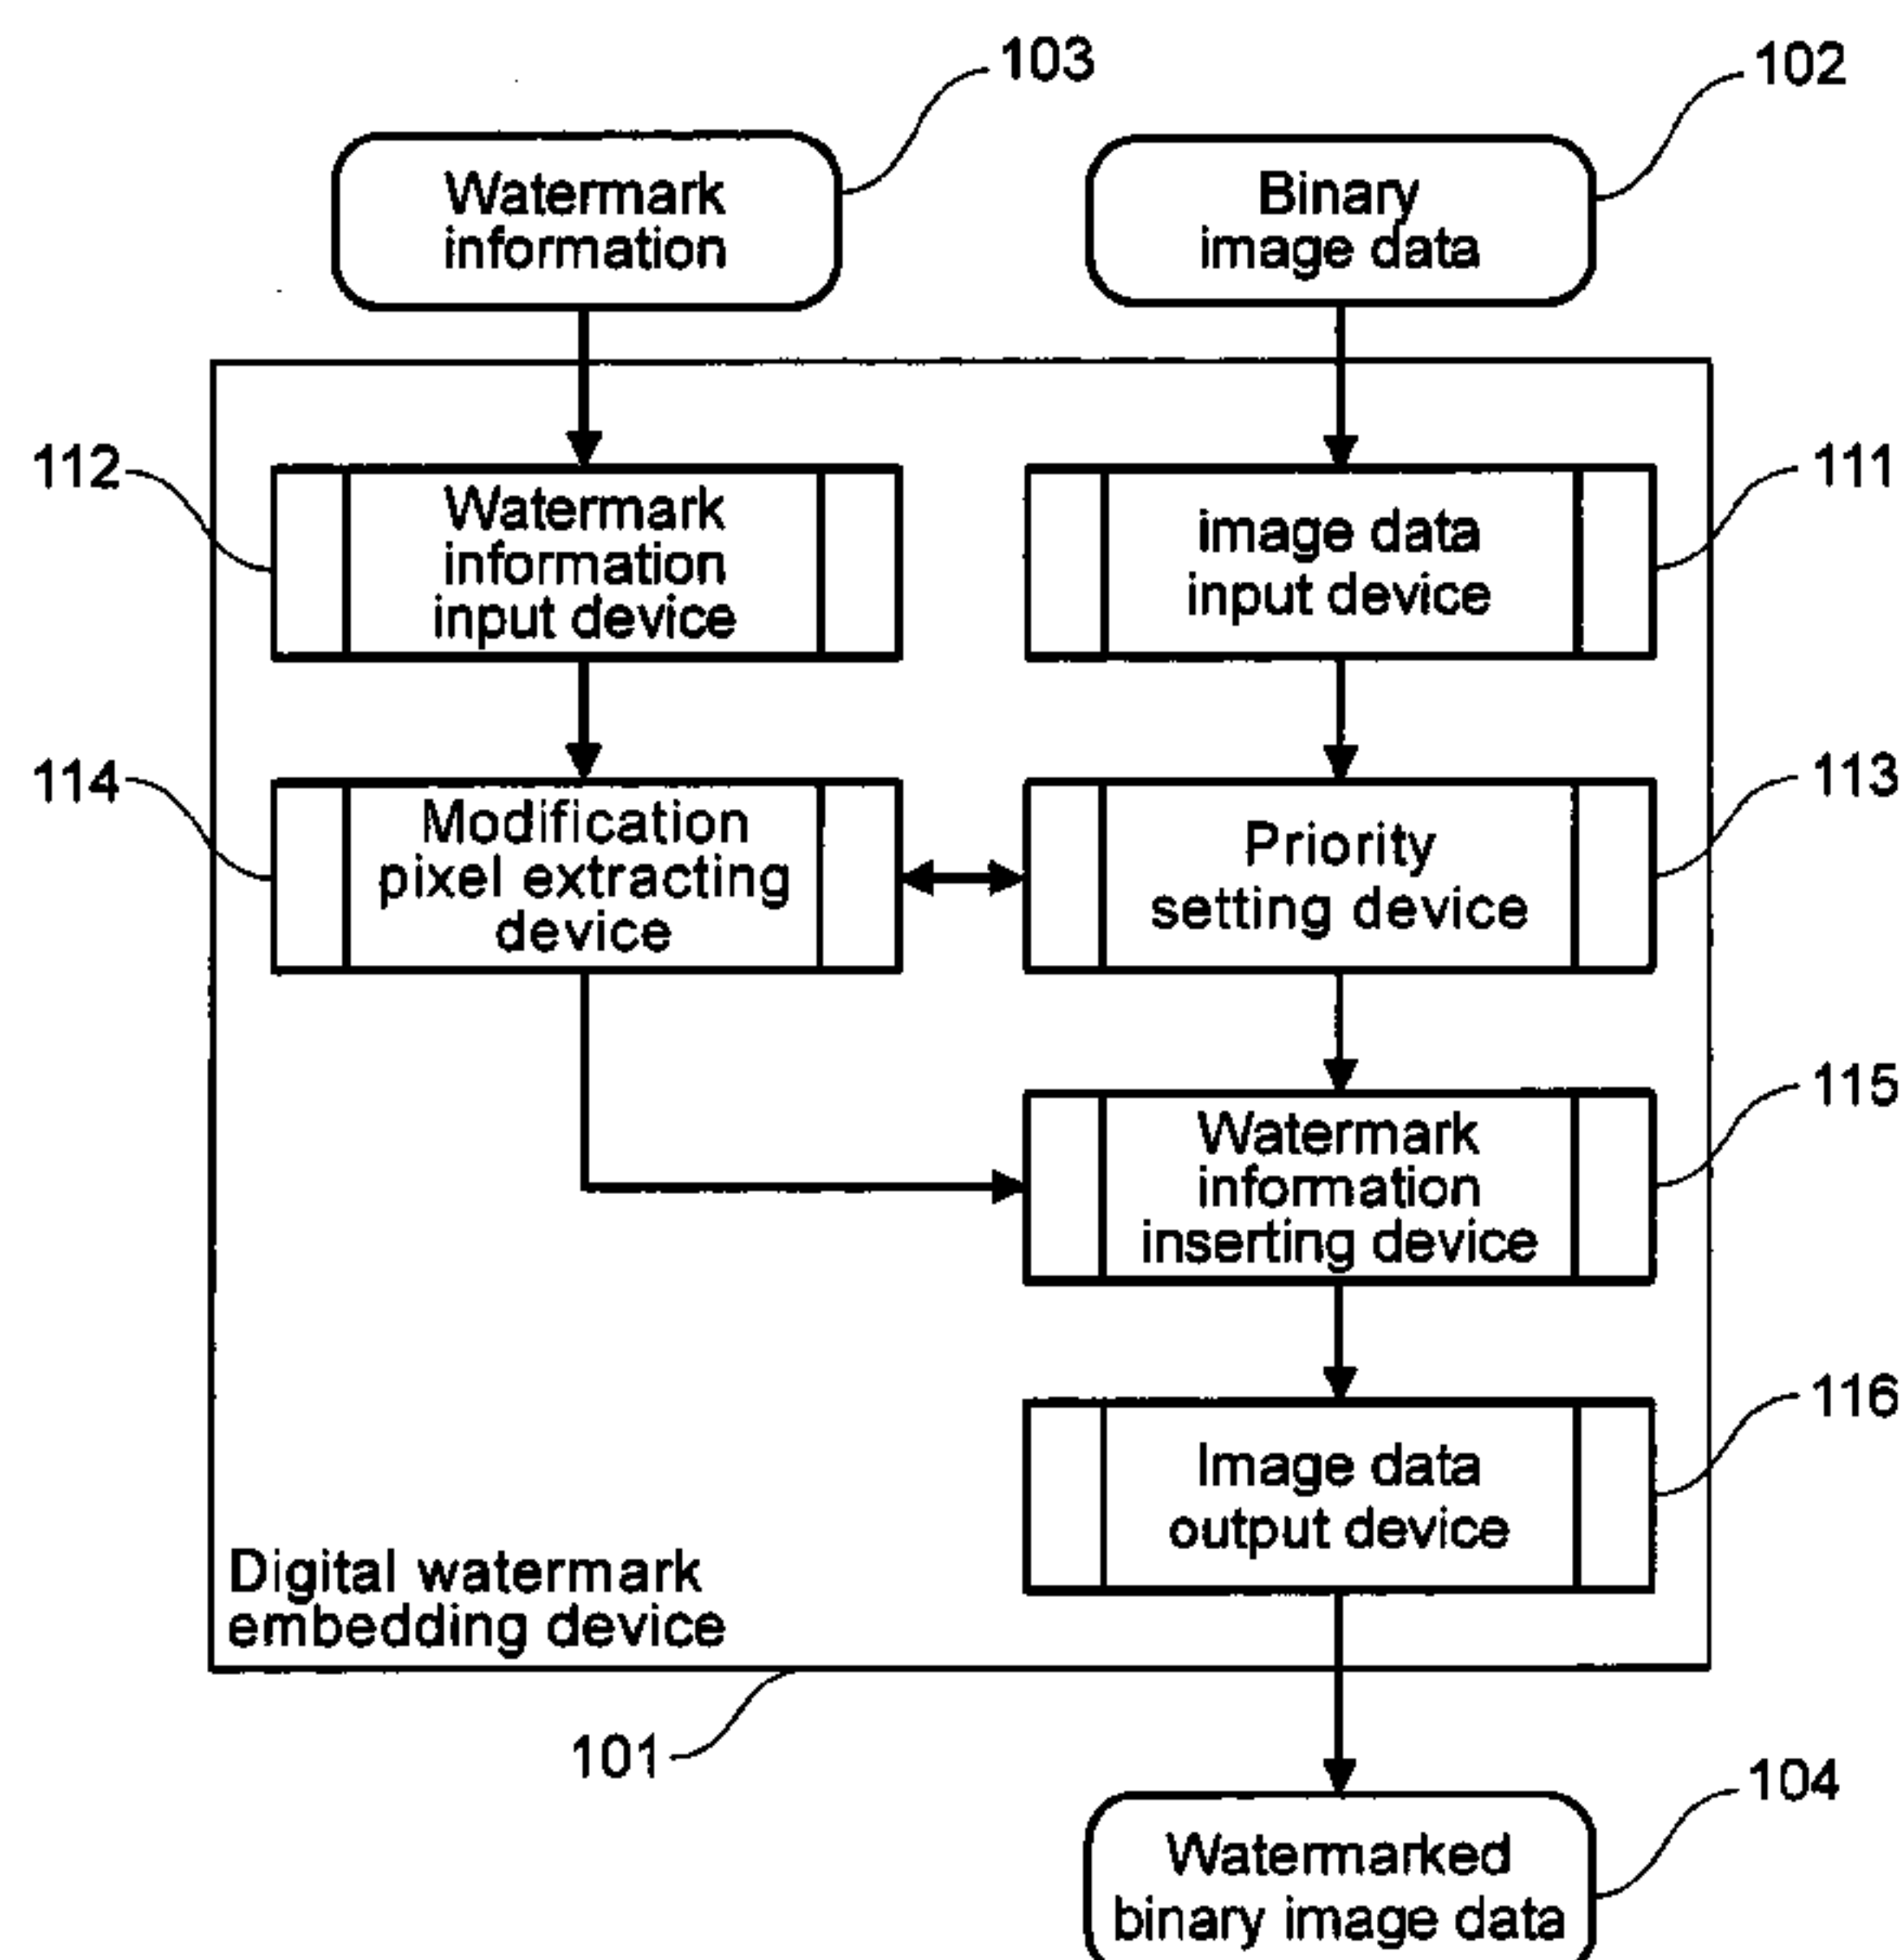 103
102
Watermark
information
Binary
image data
112
Watermark
information
input device
image data
input device
111
114
Modification
pixel extracting
device
Priority
setting device
113
Watermark
information
inserting device
115
Image data
output device
116
Digital watermark
embedding device
101
104
Watermarked
binary image data